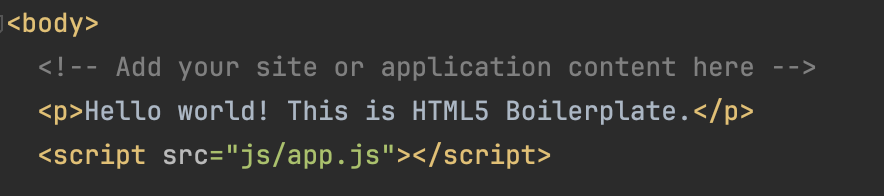 <body>
<!-- Add your site or application content here -->
<p>Hello world! This is HTML5 Boilerplate.</p>
<script src="js/app.js"></script>